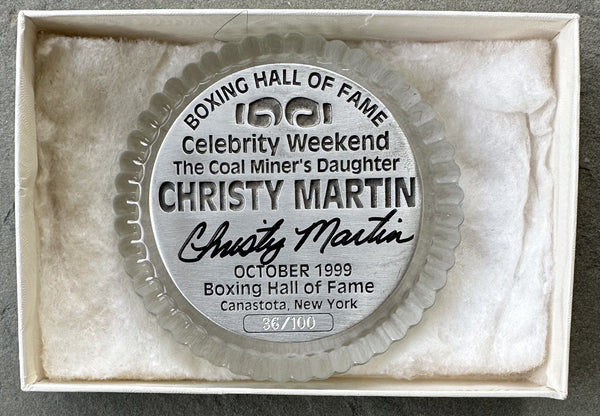 BOXING HALL OF FAME
Celebrity Weekend
The Coal Miner's Daughter
CHRISTY MARTIN
Christy Martin
OCTOBER 1999
Boxing Hall of Fame
Canastota, New York
36/100